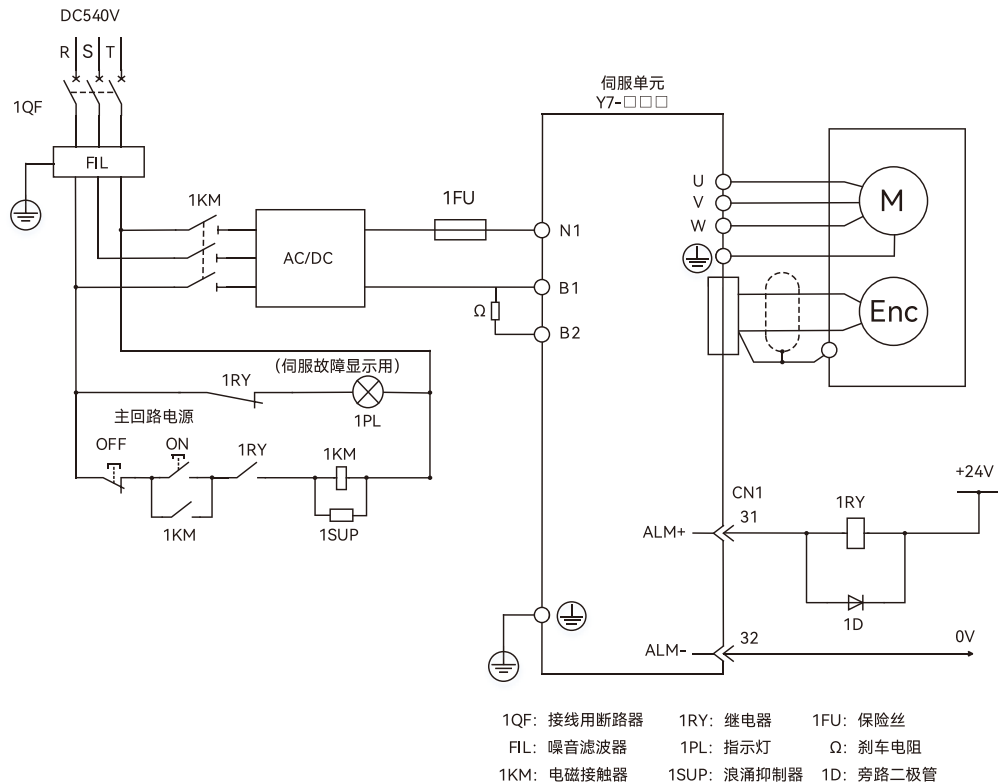 DC540V
R S T
1QF
FIL
1KM
AC/DC
1FU
伺服单元
Y7-□□□
N1
B1
Ω
B2
U
V
W
M
Enc
(伺服故障显示用)
1RY
1PL
主回路电源
OFF
ON
1RY
1KM
1KM
1SUP
CN1
+24V
ALM+
31
1RY
1D
ALM-
32
0V
1QF：接线用断路器 1RY：继电器 1FU：保险丝
FIL：噪音滤波器 1PL：指示灯 Ω：刹车电阻
1KM：电磁接触器 1SUP：浪涌抑制器 1D：旁路二极管